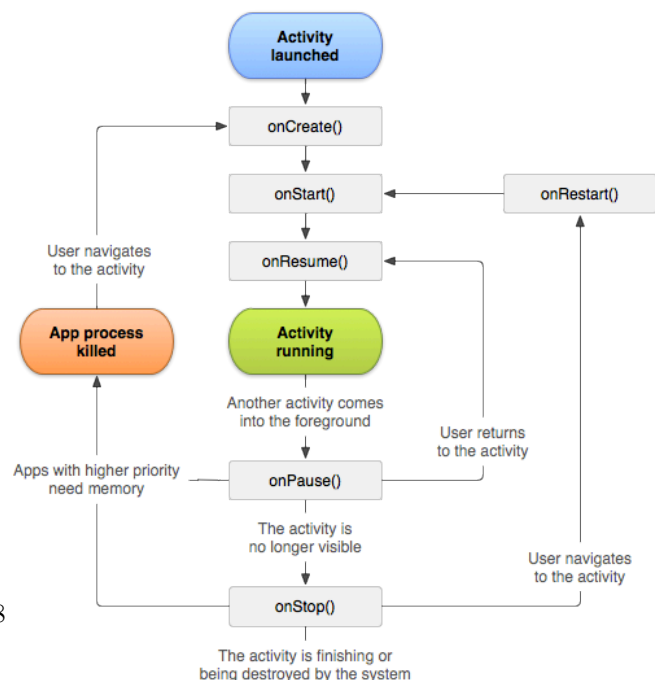 Activity
launched
onCreate()
onStart()
onRestart()
onResume()
User navigates
to the activity
App process
killed
Activity
running
Another activity comes
into the foreground
User returns
to the activity
Apps with higher priority
need memory
onPause()
The activity is
no longer visible
User navigates
to the activity
onStop()
8
The activity is finishing or
being destroyed by the system